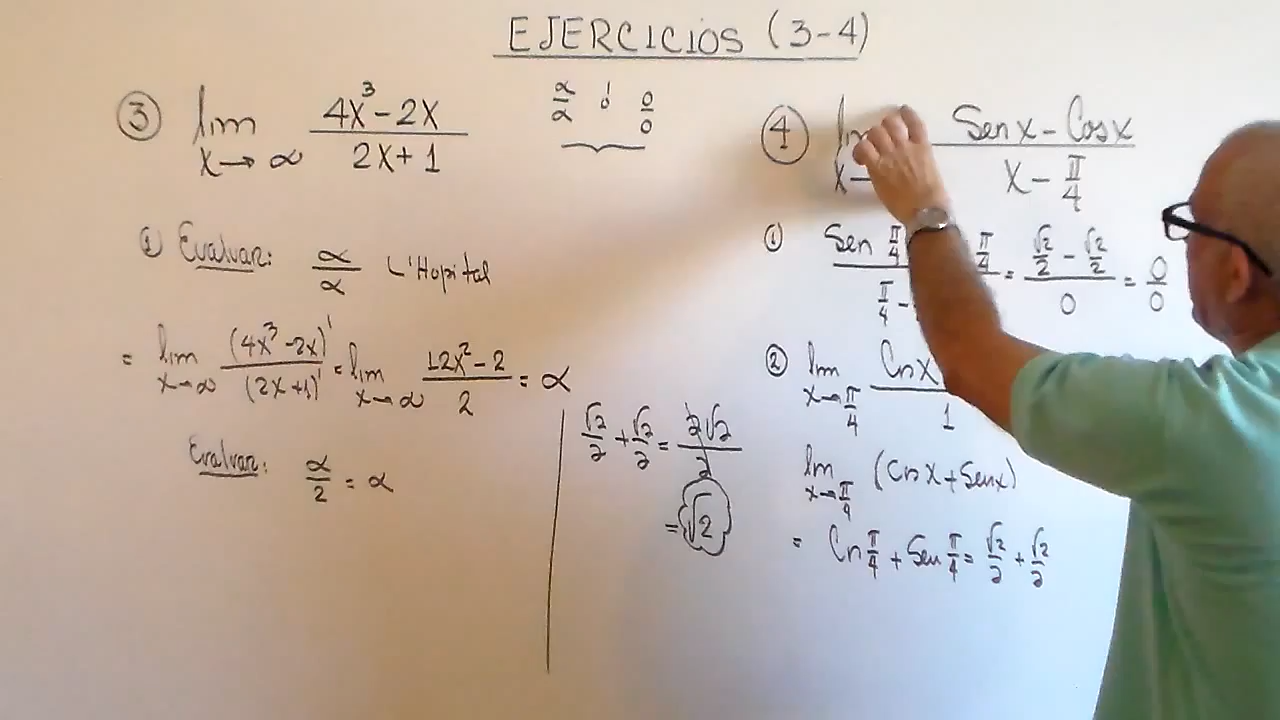 EJERCICIOS (3-4)
③ lim x→∞ (4x³-2x)/(2x+1)
∝/∝ ó 0/0
① Evaluar: ∝/∝ L'Hopital
= lim x→∞ (4x³-2x)'/(2x+1)' = lim x→∞ (12x²-2)/2 = ∝
Evaluar: ∝/2 = ∝
√2/2 + √2/2 = 2√2/2
= √2
④ lim x→ (Sen x - Cos x)/(x - π/4)
① Sen π/4 π/4 / π/4 - = (√2/2 - √2/2)/0 = 0/0
② lim x→π/4 Cos x /1
lim x→π/4 (Cos x + Sen x)
= Cos π/4 + Sen π/4 = √2/2 + √2/2